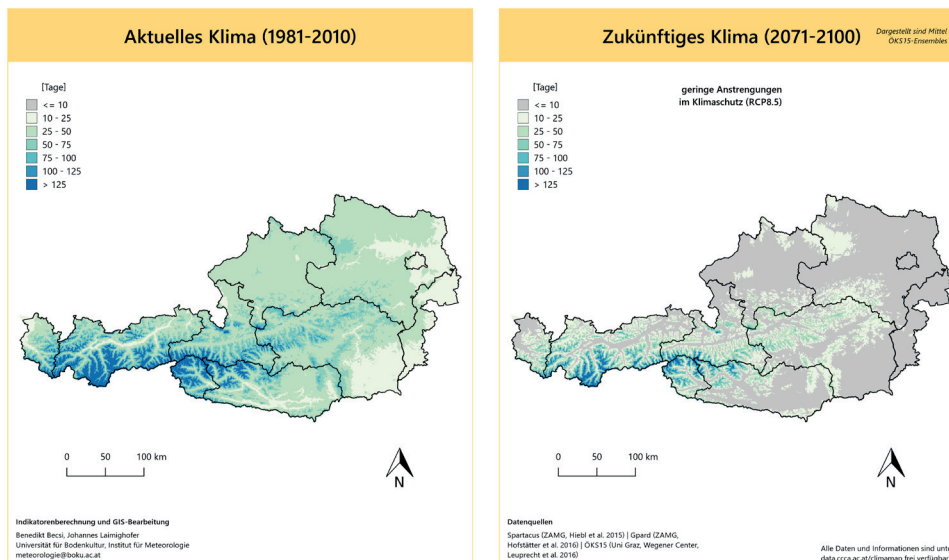 Aktuelles Klima (1981-2010)
[Tage]
<= 10
10 - 25
25 - 50
50 - 75
75 - 100
100 - 125
> 125
0 50 100 km
N
Indikatorenberechnung und GIS-Bearbeitung
Benedikt Becsi, Johannes Laimighofer
Universität für Bodenkultur, Institut für Meteorologie
meteorologie@boku.ac.at
Zukünftiges Klima (2071-2100)
Dargestellt sind Mittel
ÖKS15-Ensembles
[Tage]
<= 10
10 - 25
25 - 50
50 - 75
75 - 100
100 - 125
> 125
geringe Anstrengungen
im Klimaschutz (RCP8.5)
0 50 100 km
N
Datenquellen
Spartacus (ZAMG, Hiebl et al. 2015) | Gpard (ZAMG,
Hofstätter et al. 2016) | ÖKS15 (Uni Graz, Wegener Center,
Leuprecht et al. 2016)
Alle Daten und Informationen sind
data.ccca.ac.at/climamap frei